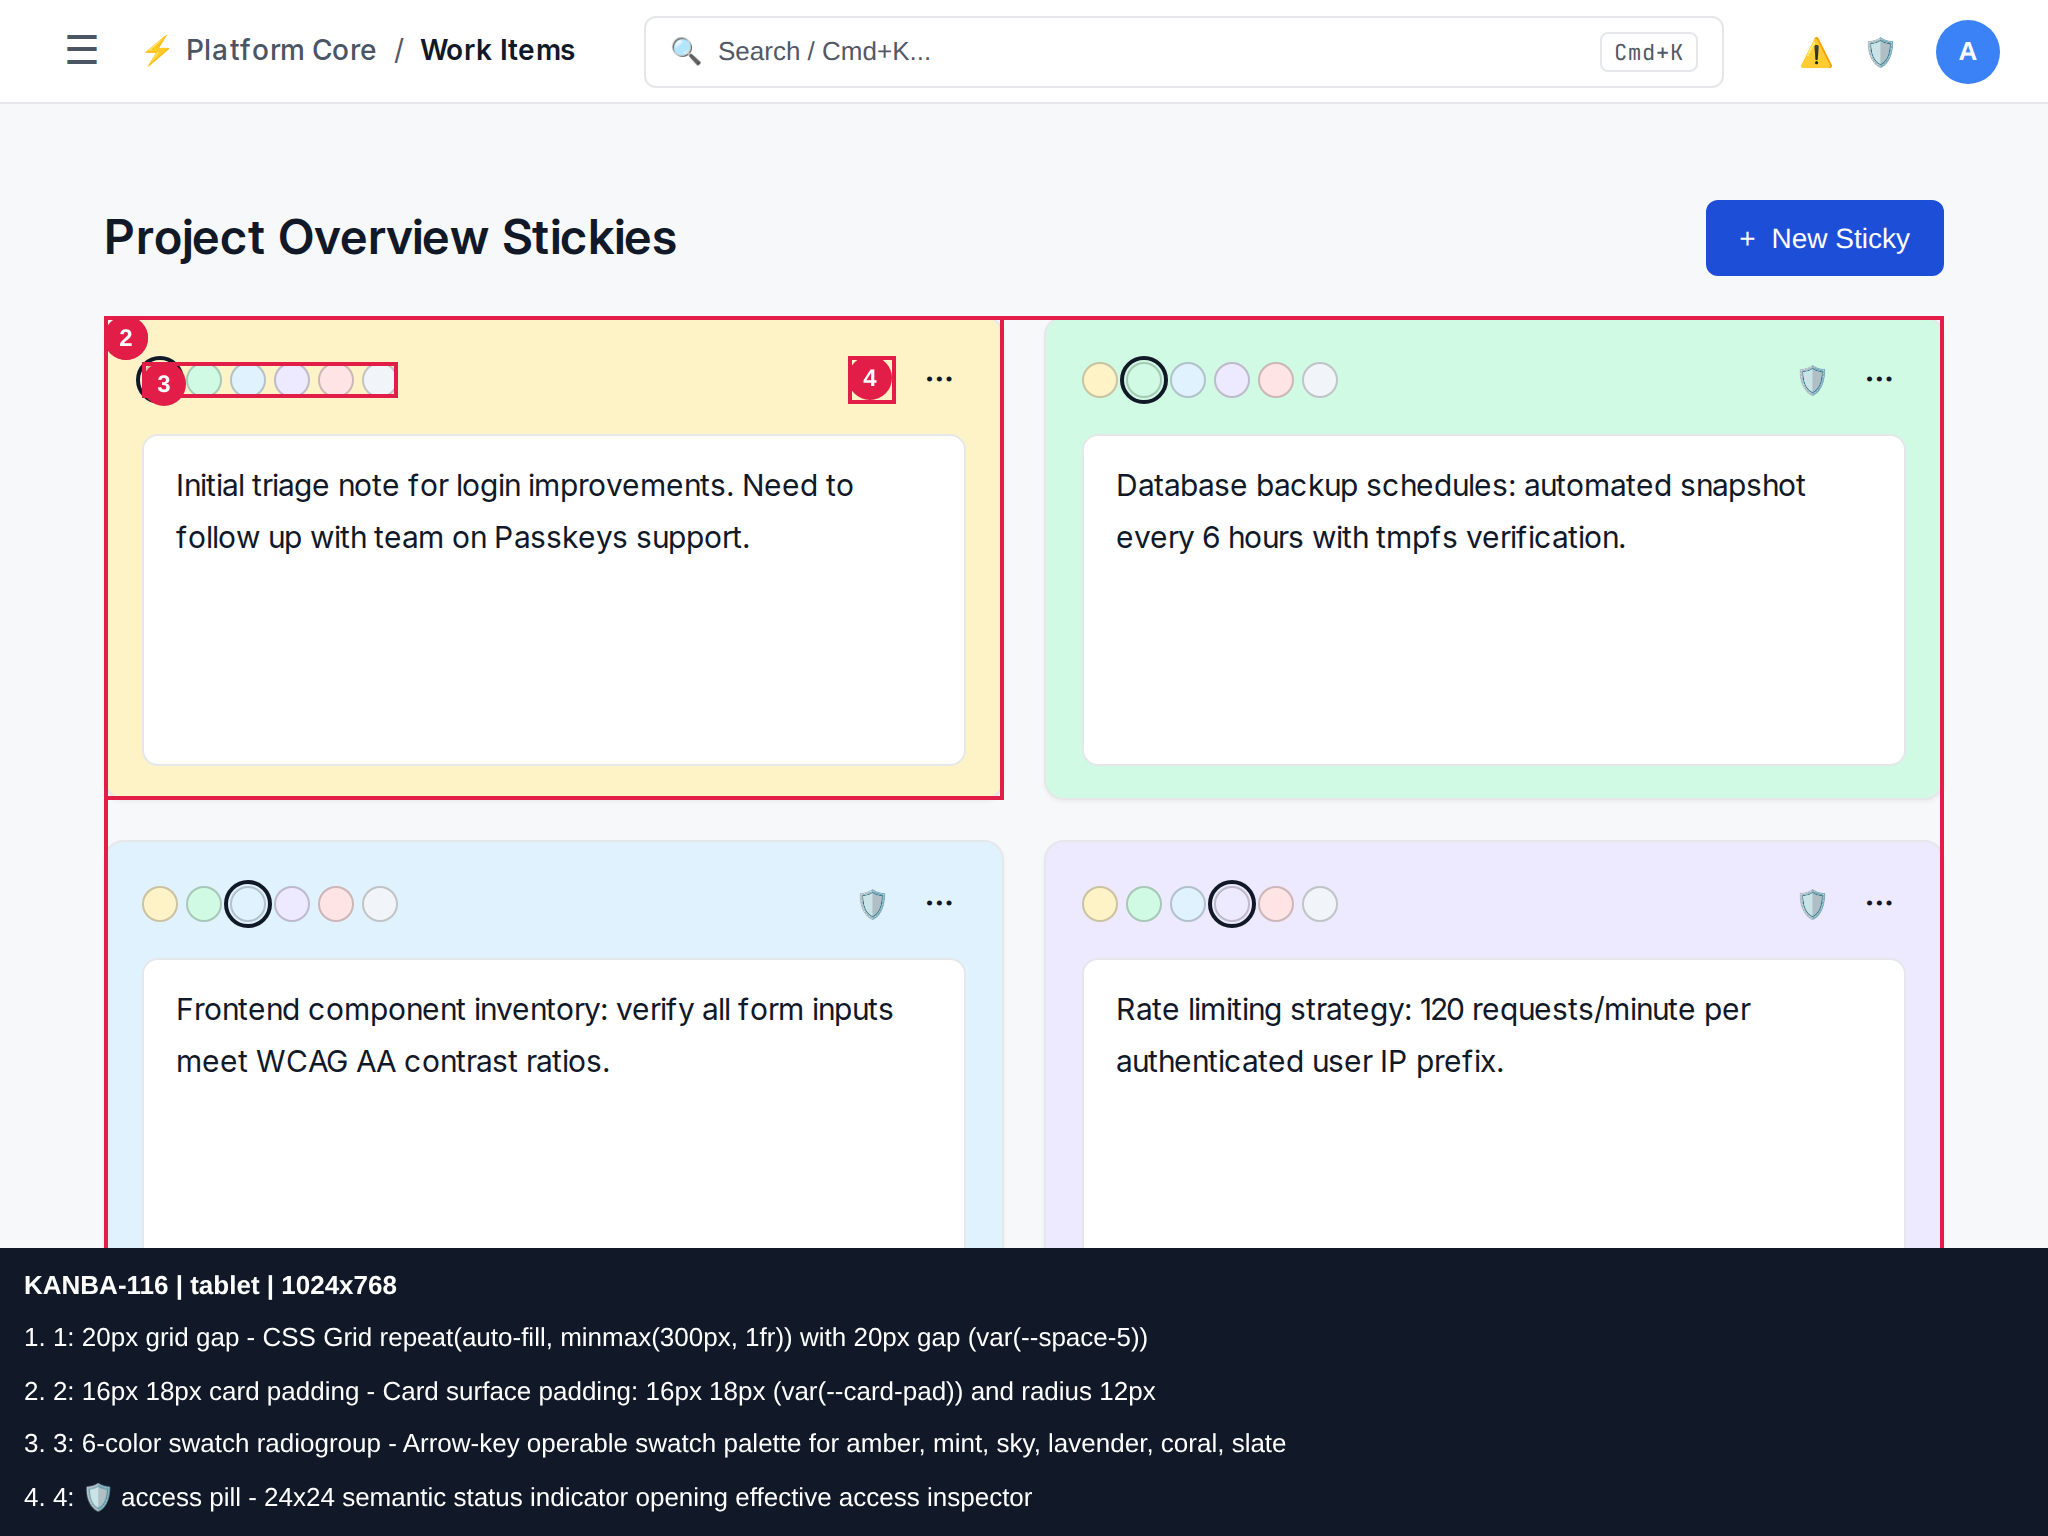 ☰ ⚡ Platform Core / Work Items
🔍 Search / Cmd+K... Cmd+K
⚠️ 🛡️ A
Project Overview Stickies
+ New Sticky
2
3
4
Initial triage note for login improvements. Need to
follow up with team on Passkeys support.
Database backup schedules: automated snapshot
every 6 hours with tmpfs verification.
Frontend component inventory: verify all form inputs
meet WCAG AA contrast ratios.
Rate limiting strategy: 120 requests/minute per
authenticated user IP prefix.
KANBA-116 | tablet | 1024x768
1. 1: 20px grid gap - CSS Grid repeat(auto-fill, minmax(300px, 1fr)) with 20px gap (var(--space-5))
2. 2: 16px 18px card padding - Card surface padding: 16px 18px (var(--card-pad)) and radius 12px
3. 3: 6-color swatch radiogroup - Arrow-key operable swatch palette for amber, mint, sky, lavender, coral, slate
4. 4: 🛡️ access pill - 24x24 semantic status indicator opening effective access inspector